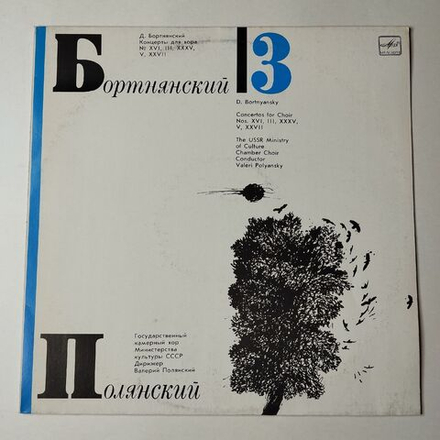 Д. Бортнянский
Концерты для хора
№ XVI, III, XXXV,
V, XXVII
Бортнянский 3
D. Bortnyansky
Concertos for Choir
Nos. XVI, III, XXXV,
V, XXVII
The USSR Ministry
of Culture
Chamber Choir
Conductor
Valeri Polyansky
Государственный
камерный хор
Министерства
культуры СССР
Дирижер
Валерий Полянский
Полянский